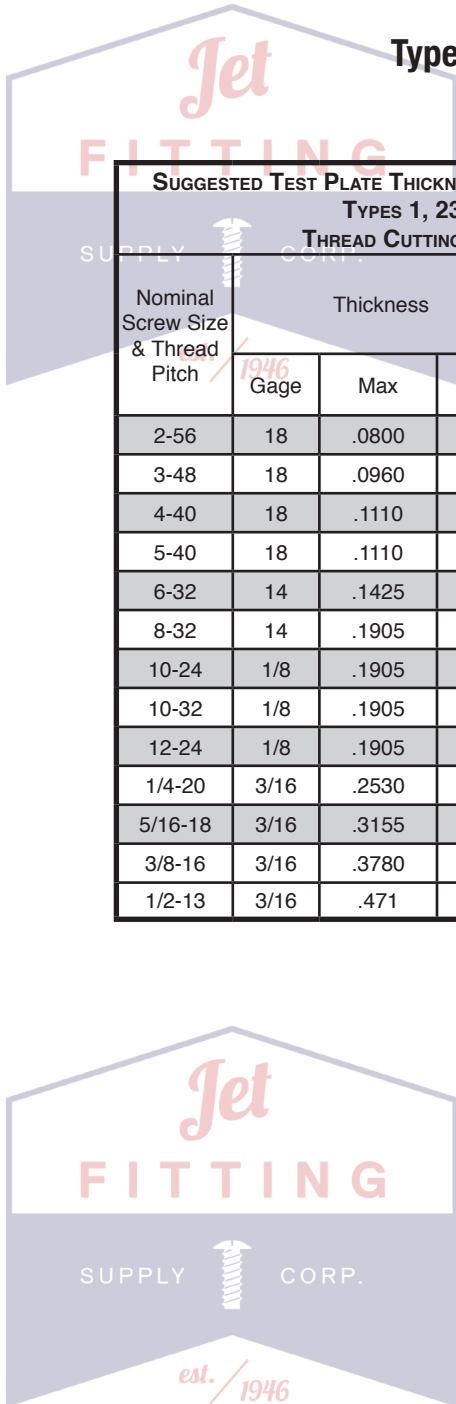 Jet
Type
FITTING
SUGGESTED TEST PLATE THICKN
TYPES 1, 23
THREAD CUTTING
SUPPLY CORP.
Nominal Screw Size & Thread Pitch
Thickness
est. 1946
Gage Max
2-56 18 .0800
3-48 18 .0960
4-40 18 .1110
5-40 18 .1110
6-32 14 .1425
8-32 14 .1905
10-24 1/8 .1905
10-32 1/8 .1905
12-24 1/8 .1905
1/4-20 3/16 .2530
5/16-18 3/16 .3155
3/8-16 3/16 .3780
1/2-13 3/16 .471
Jet
FITTING
SUPPLY CORP.
est. 1946